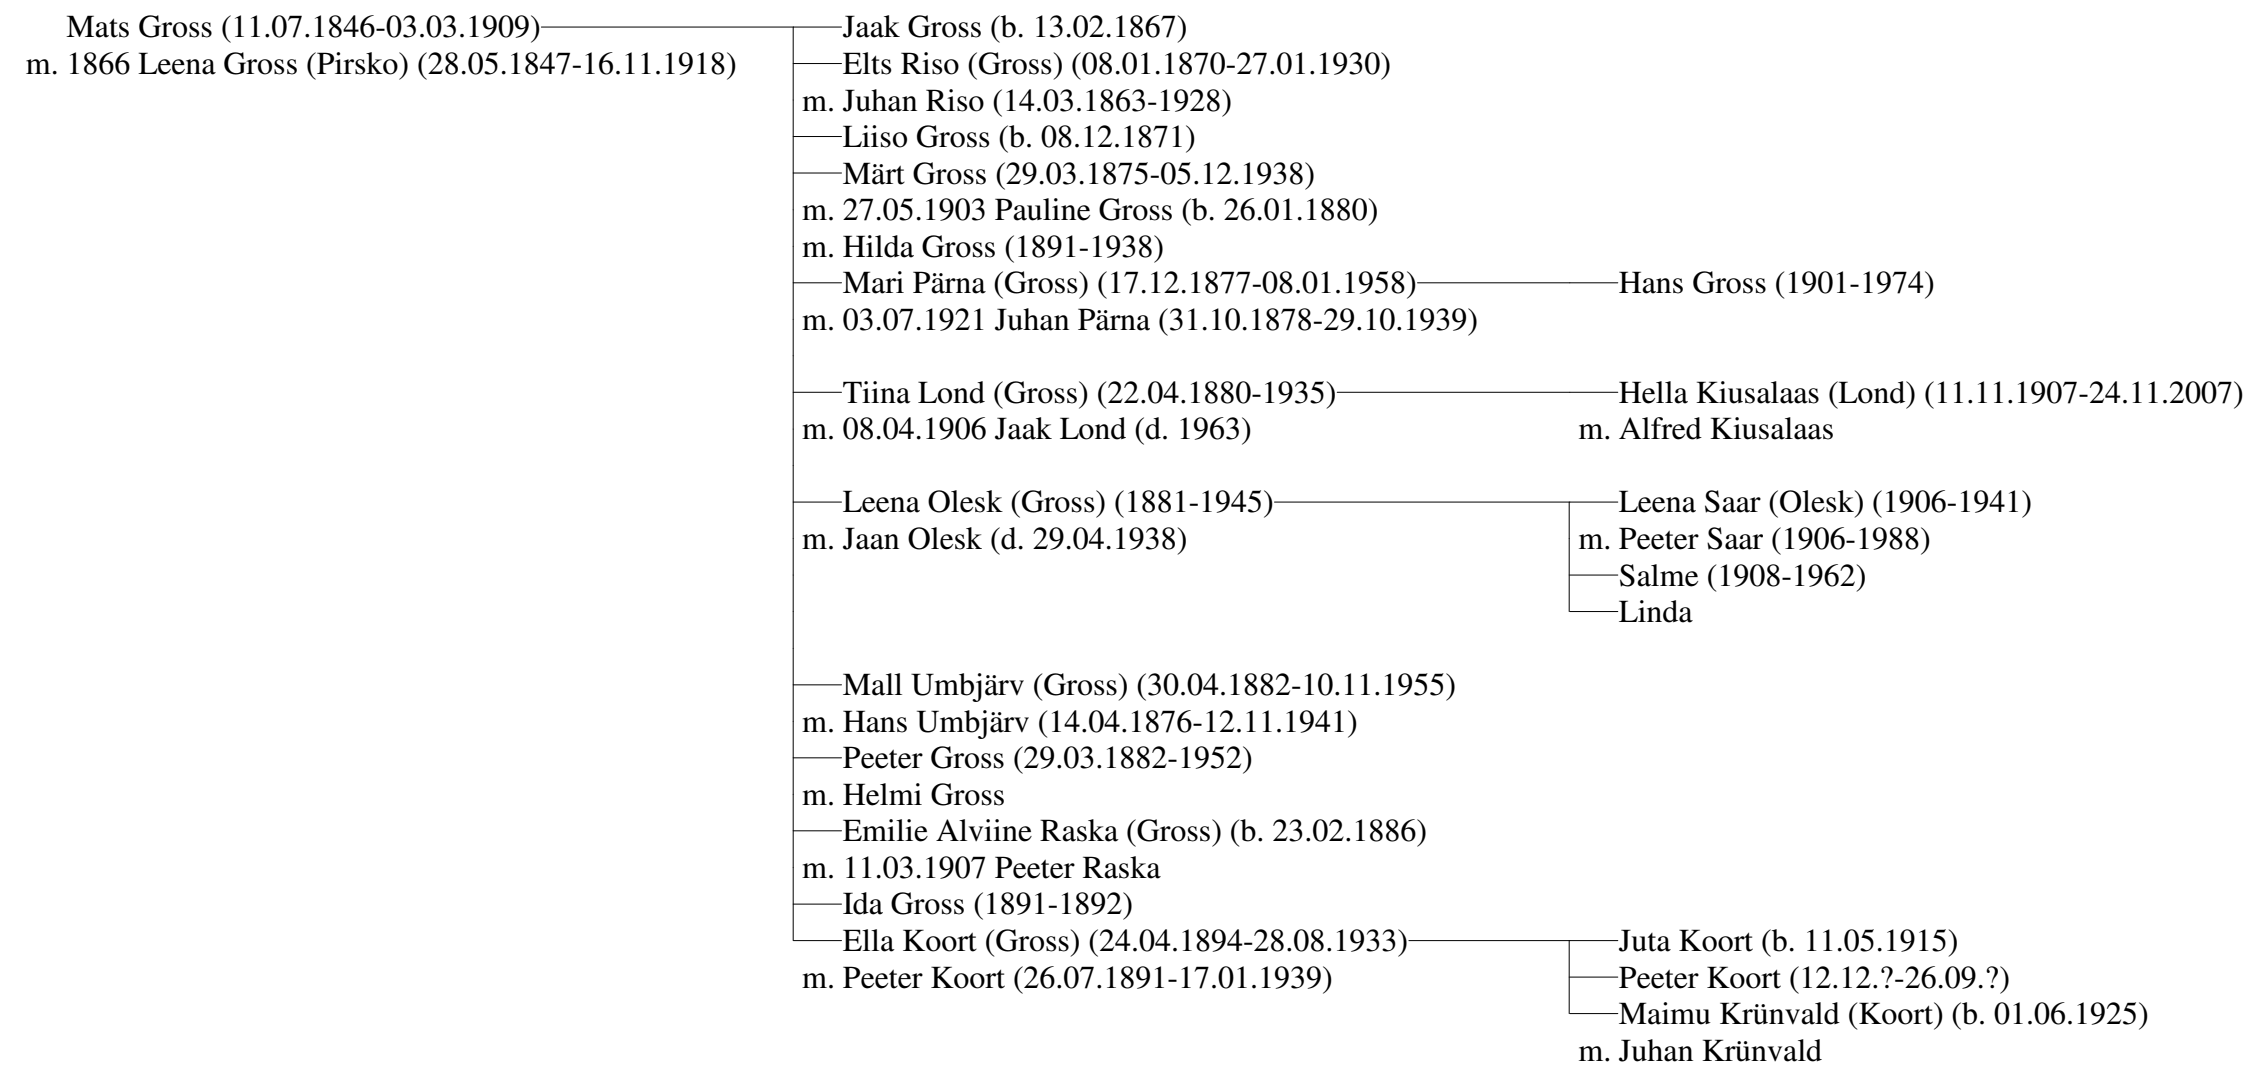 Mats Gross (11.07.1846-03.03.1909)
m. 1866 Leena Gross (Pirsko) (28.05.1847-16.11.1918)
Jaak Gross (b. 13.02.1867)
Elts Riso (Gross) (08.01.1870-27.01.1930)
m. Juhan Riso (14.03.1863-1928)
Liiso Gross (b. 08.12.1871)
Märt Gross (29.03.1875-05.12.1938)
m. 27.05.1903 Pauline Gross (b. 26.01.1880)
m. Hilda Gross (1891-1938)
Mari Pärna (Gross) (17.12.1877-08.01.1958)
m. 03.07.1921 Juhan Pärna (31.10.1878-29.10.1939)
Hans Gross (1901-1974)
Tiina Lond (Gross) (22.04.1880-1935)
m. 08.04.1906 Jaak Lond (d. 1963)
Hella Kiusalaas (Lond) (11.11.1907-24.11.2007)
m. Alfred Kiusalaas
Leena Olesk (Gross) (1881-1945)
m. Jaan Olesk (d. 29.04.1938)
Leena Saar (Olesk) (1906-1941)
m. Peeter Saar (1906-1988)
Salme (1908-1962)
Linda
Mall Umbjärv (Gross) (30.04.1882-10.11.1955)
m. Hans Umbjärv (14.04.1876-12.11.1941)
Peeter Gross (29.03.1882-1952)
m. Helmi Gross
Emilie Alviine Raska (Gross) (b. 23.02.1886)
m. 11.03.1907 Peeter Raska
Ida Gross (1891-1892)
Ella Koort (Gross) (24.04.1894-28.08.1933)
m. Peeter Koort (26.07.1891-17.01.1939)
Juta Koort (b. 11.05.1915)
Peeter Koort (12.12.?-26.09.?)
Maimu Krünvald (Koort) (b. 01.06.1925)
m. Juhan Krünvald